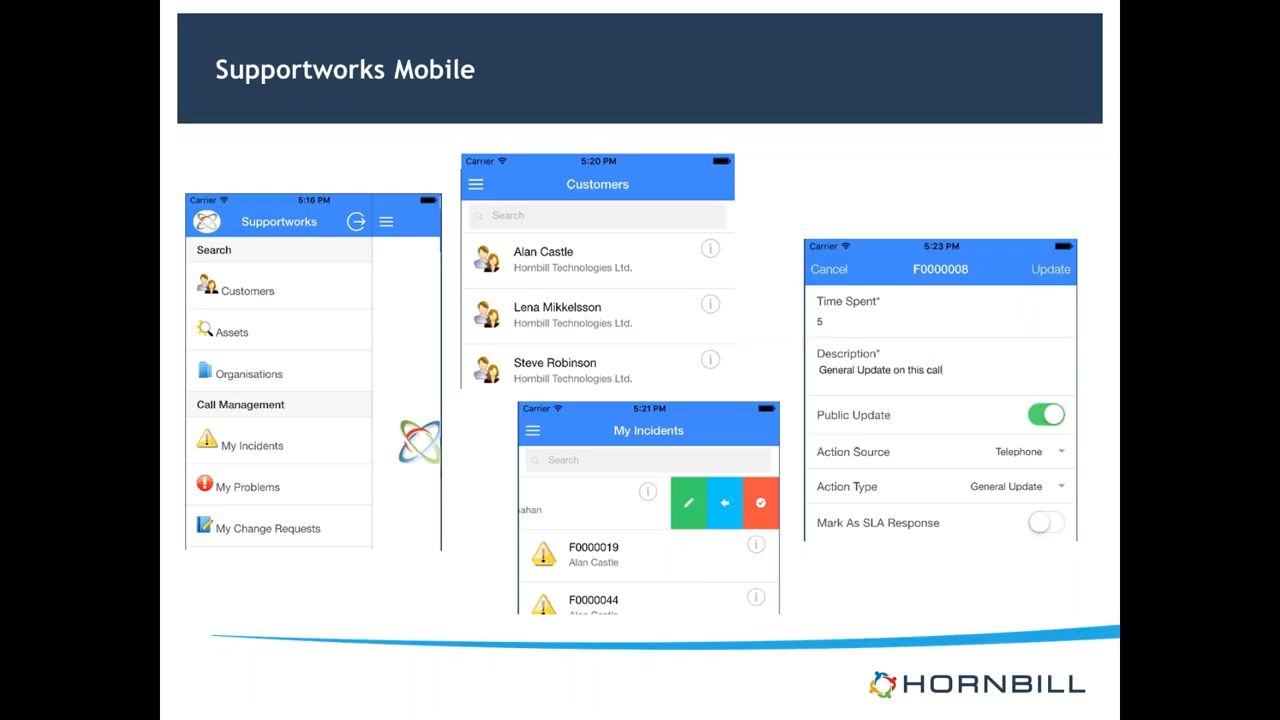 Supportworks Mobile
Carrier 5:16 PM
Supportworks
Search
Customers
Assets
Organisations
Call Management
My Incidents
My Problems
My Change Requests
Carrier 5:20 PM
Customers
Search
Alan Castle
Hornbill Technologies Ltd.
Lena Mikkelsson
Hornbill Technologies Ltd.
Steve Robinson
Hornbill Technologies Ltd.
Carrier 5:21 PM
My Incidents
Search
ahan
F0000019
Alan Castle
F0000044
Alan Castle
Carrier 5:23 PM
Cancel F0000008 Update
Time Spent*
5
Description*
General Update on this call
Public Update
Action Source Telephone
Action Type General Update
Mark As SLA Response
HORNBILL